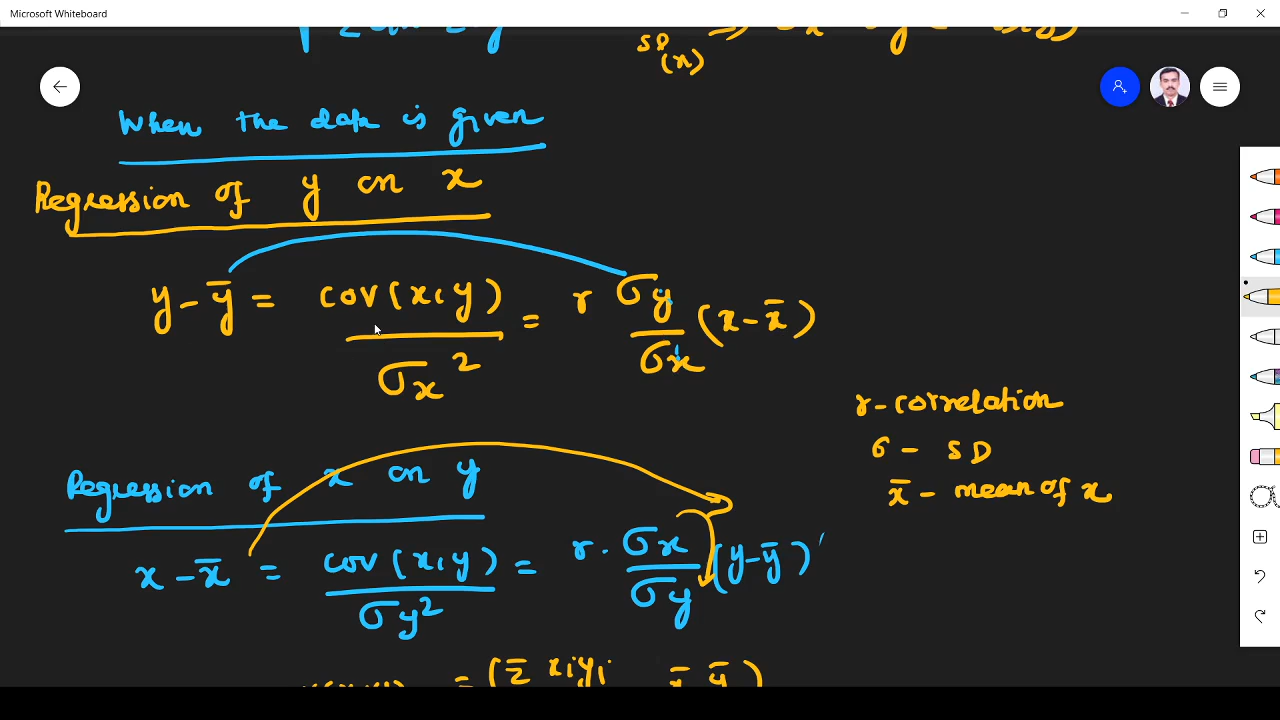 Microsoft Whiteboard
When the data is given
Regression of y on x
y - ȳ = cov(x,y) / σx² = r σy / σx (x - x̄)
r - correlation
σ - SD
x̄ - mean of x
Regression of x on y
x - x̄ = cov(x,y) / σy² = r · σx / σy (y - ȳ)